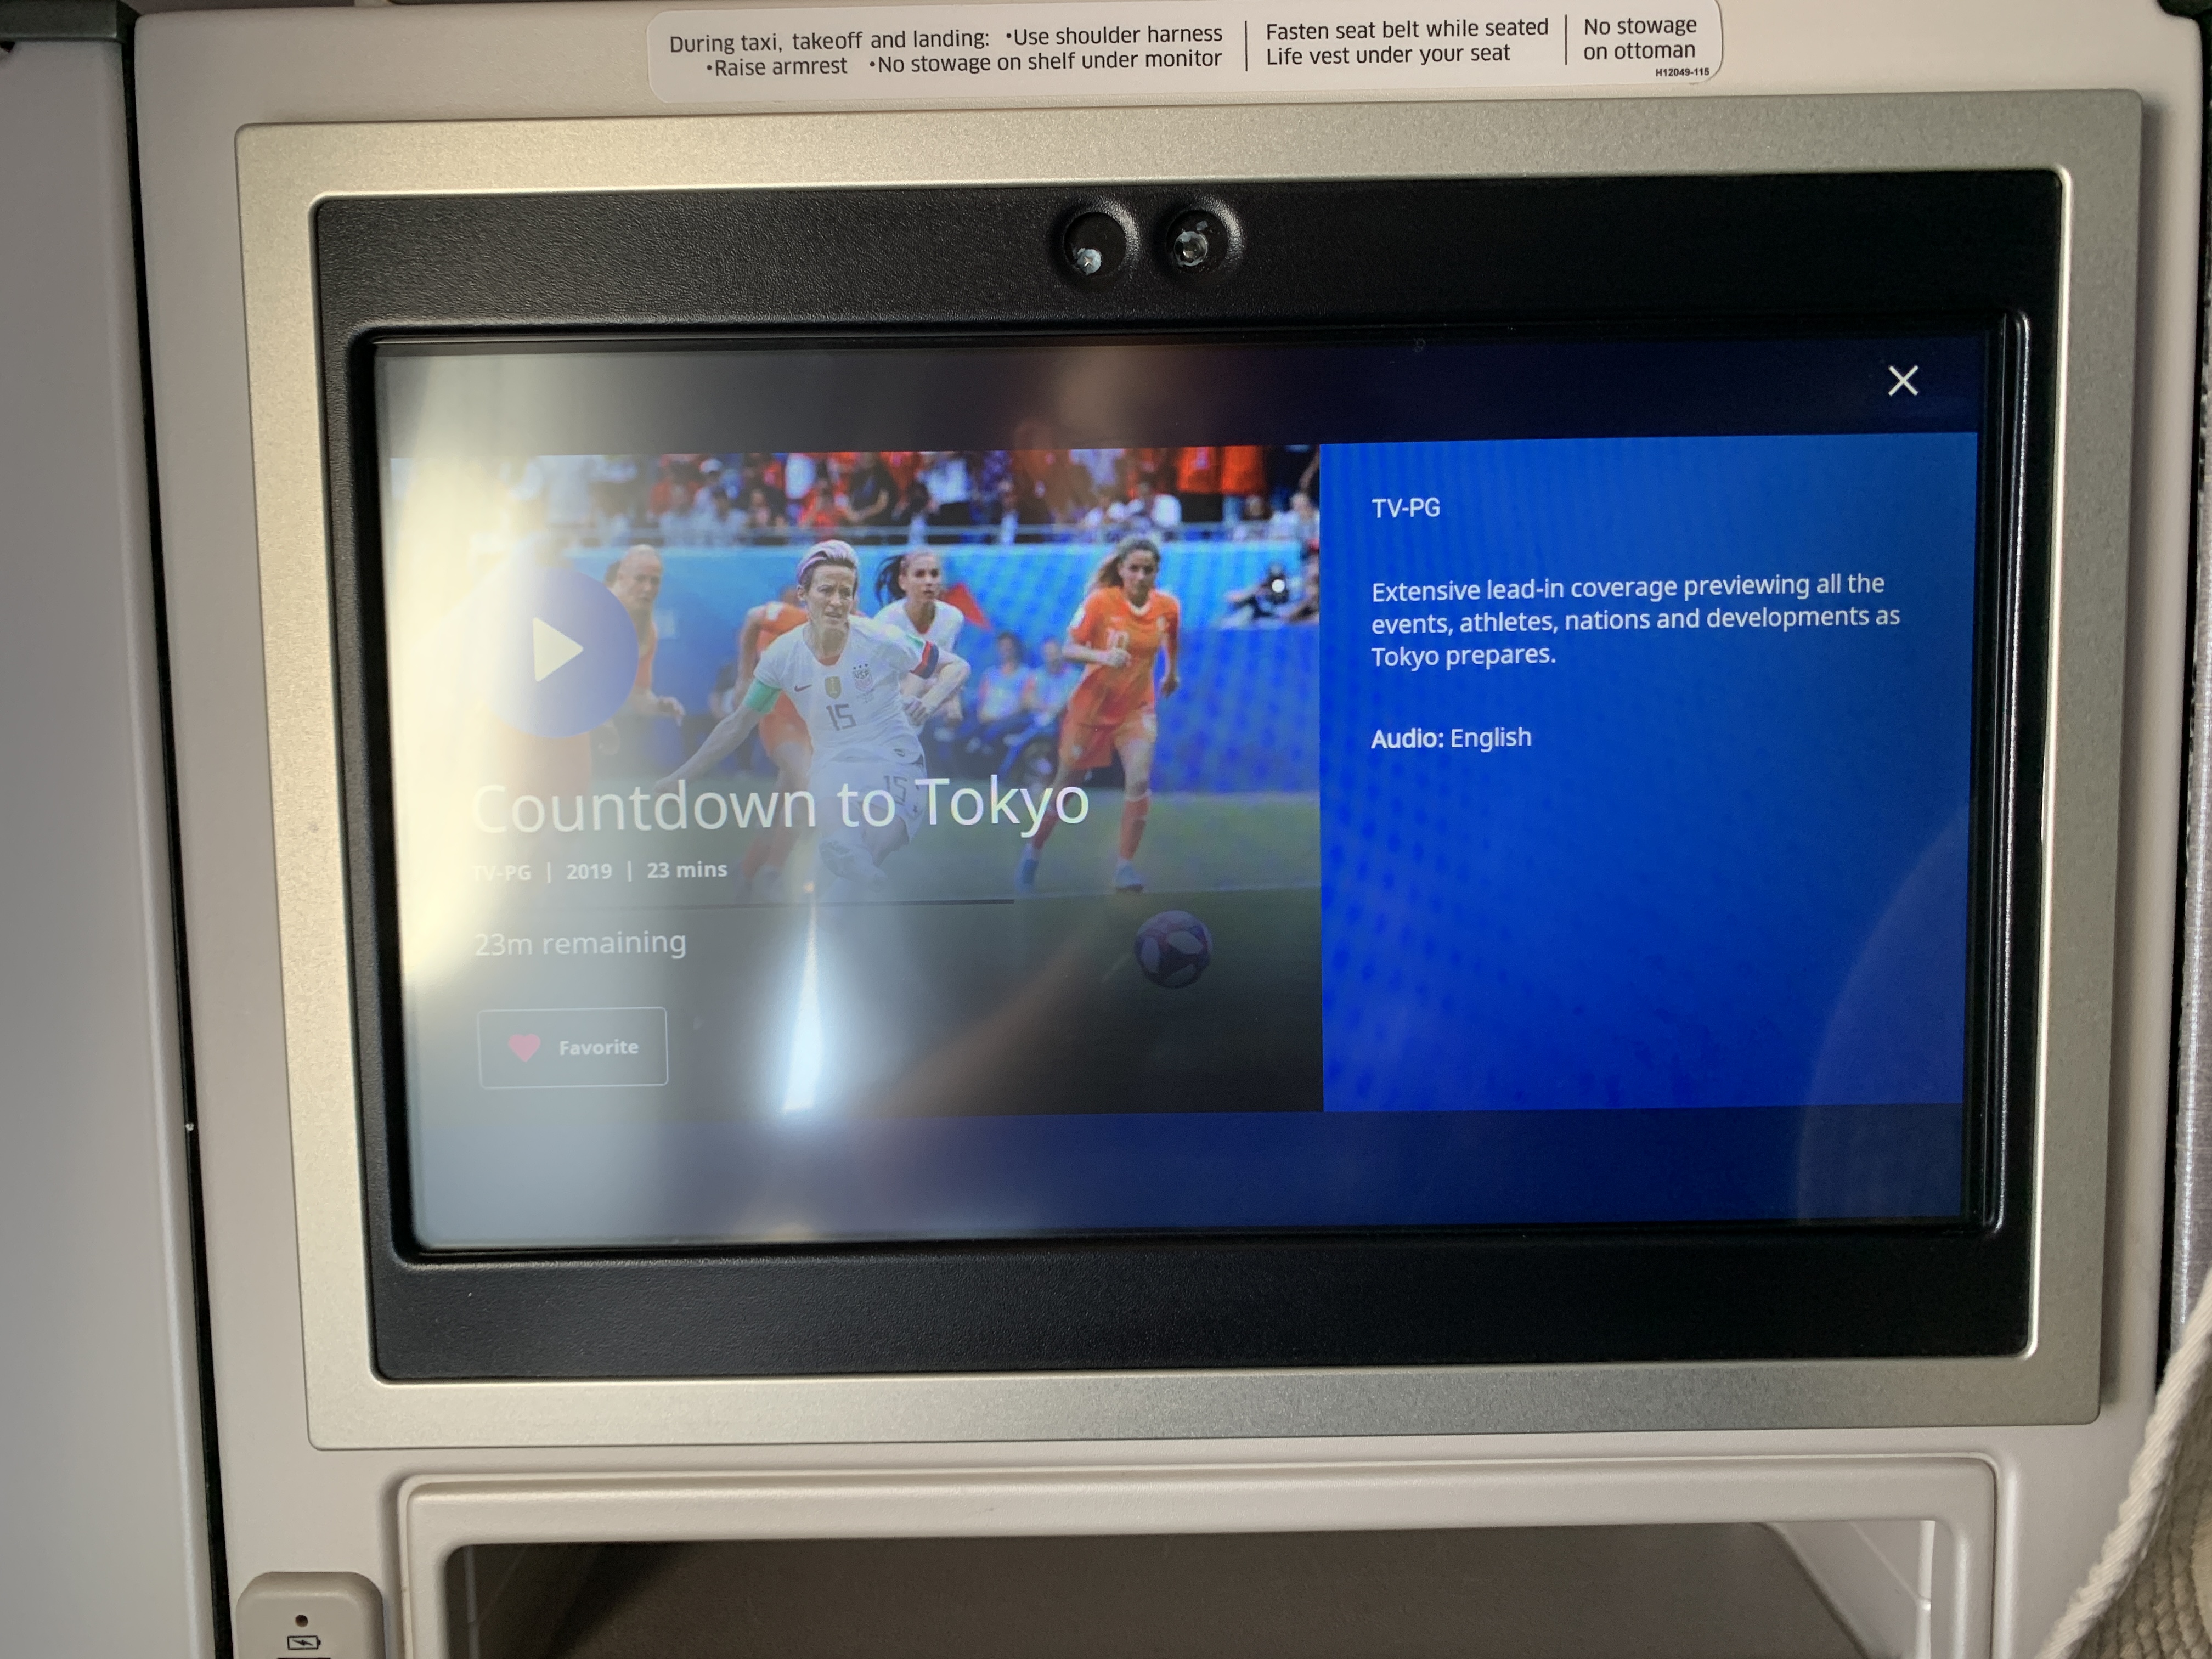 During taxi, takeoff and landing: •Use shoulder harness
•Raise armrest •No stowage on shelf under monitor
Fasten seat belt while seated
Life vest under your seat
No stowage
on ottoman
H12049-115
TV-PG
Extensive lead-in coverage previewing all the
events, athletes, nations and developments as
Tokyo prepares.
Audio: English
10
15
15
Countdown to Tokyo
TV-PG | 2019 | 23 mins
23m remaining
Favorite